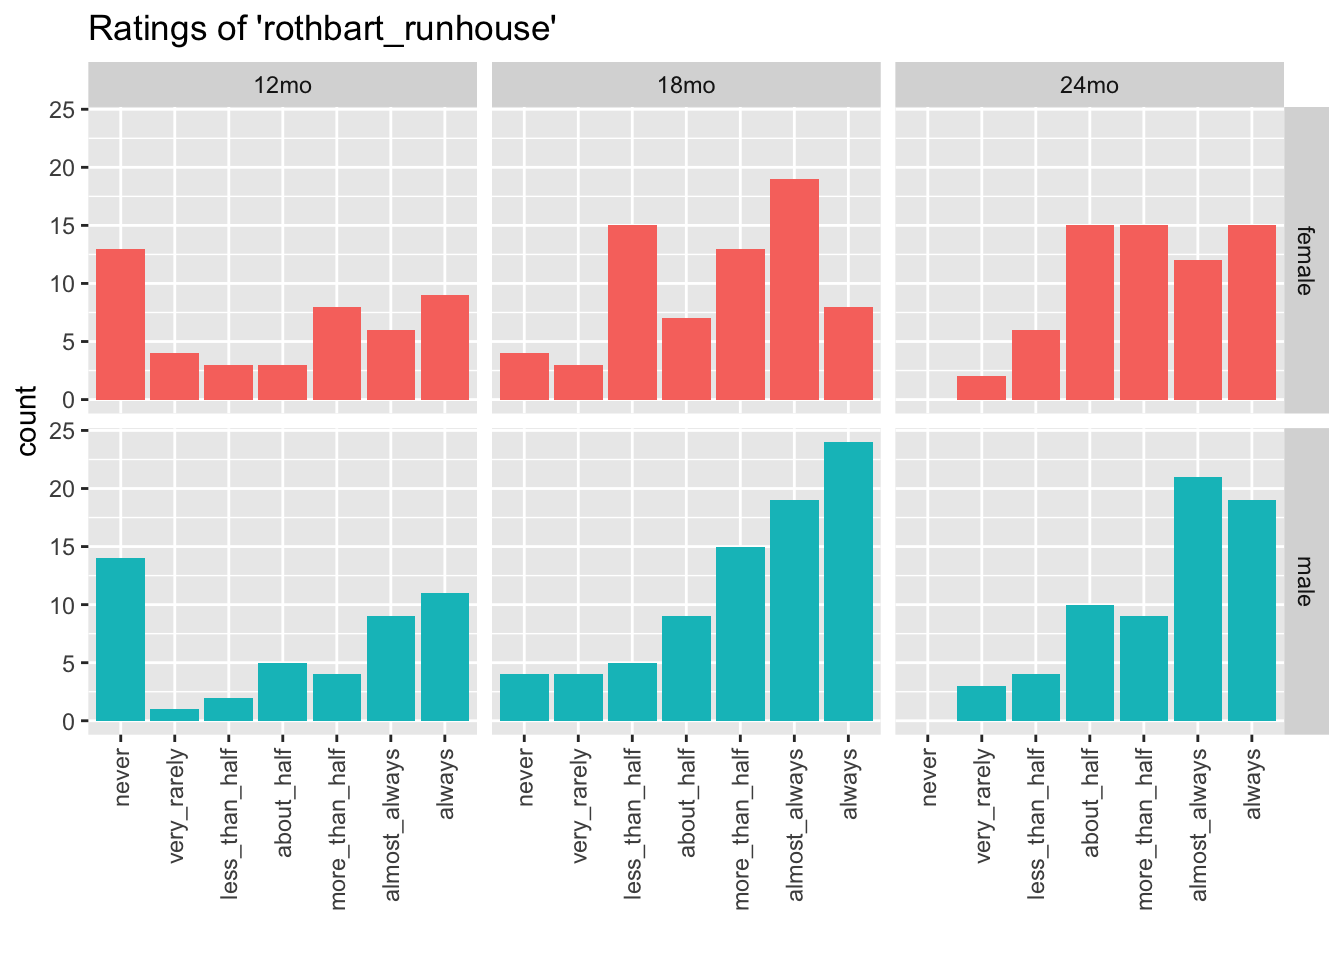 Ratings of 'rothbart_runhouse'
12mo 18mo 24mo
25
20
15
10
5
0
female
count
25
20
15
10
5
0
male
never very_rarely less_than_half about_half more_than_half almost_always always never very_rarely less_than_half about_half more_than_half almost_always always never very_rarely less_than_half about_half more_than_half almost_always always